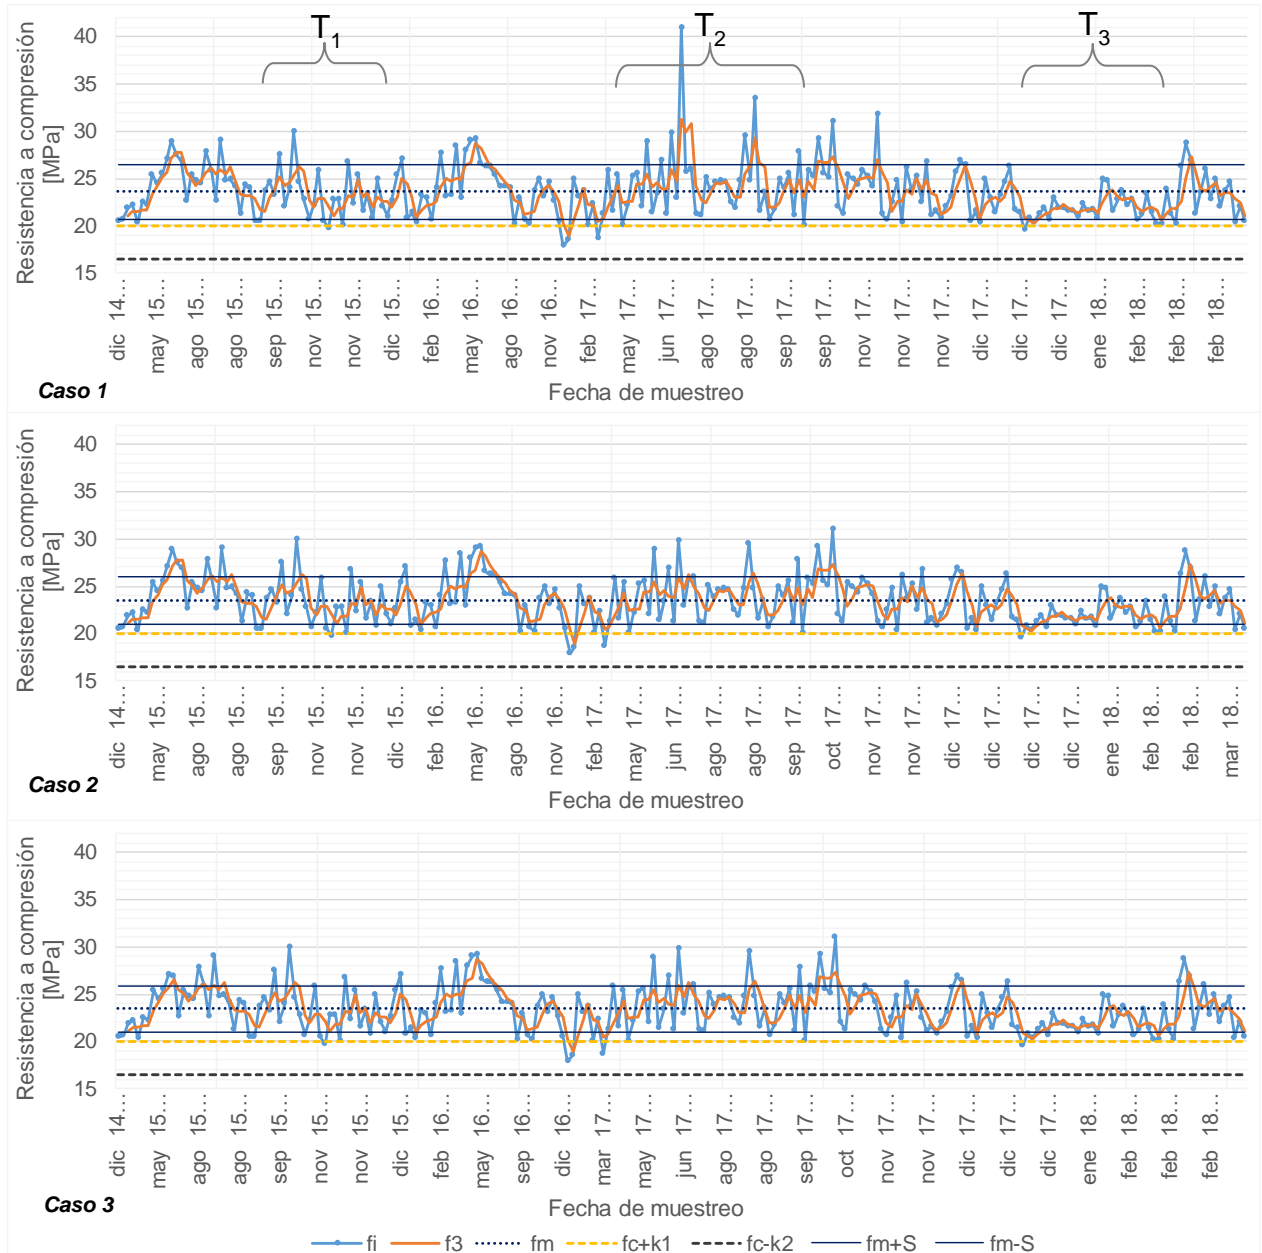 T1
T2
T3
Resistencia a compresión
[MPa]
40
35
30
25
20
15
dic 14...
may 15...
ago 15...
ago 15...
sep 15...
nov 15...
nov 15...
dic 15...
feb 16...
may 16...
ago 16...
nov 16...
feb 17...
may 17...
jun 17...
ago 17...
ago 17...
sep 17...
sep 17...
nov 17...
nov 17...
dic 17...
dic 17...
dic 17...
ene 18...
feb 18...
feb 18...
feb 18...
Caso 1
Fecha de muestreo
Resistencia a compresión
[MPa]
40
35
30
25
20
15
dic 14...
may 15...
ago 15...
ago 15...
sep 15...
nov 15...
nov 15...
dic 15...
feb 16...
may 16...
ago 16...
nov 16...
feb 17...
may 17...
jun 17...
ago 17...
ago 17...
sep 17...
oct 17...
nov 17...
nov 17...
dic 17...
dic 17...
dic 17...
ene 18...
feb 18...
feb 18...
mar 18...
Caso 2
Fecha de muestreo
Resistencia a compresión
[MPa]
40
35
30
25
20
15
dic 14...
may 15...
ago 15...
ago 15...
sep 15...
nov 15...
nov 15...
dic 15...
feb 16...
may 16...
sep 16...
dic 16...
mar 17...
may 17...
jun 17...
ago 17...
ago 17...
sep 17...
oct 17...
nov 17...
nov 17...
dic 17...
dic 17...
dic 17...
ene 18...
feb 18...
feb 18...
feb 18...
Caso 3
Fecha de muestreo
fi f3 fm fc+k1 fc-k2 fm+S fm-S